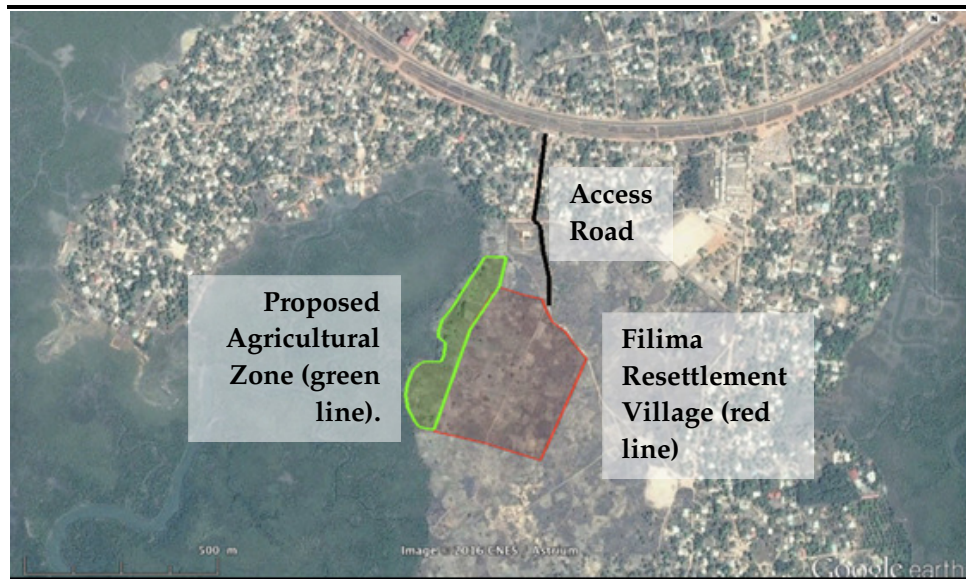 N
Access
Road
Proposed
Agricultural
Zone (green
line).
Filima
Resettlement
Village (red
line)
500 m
Image © 2016 CNES / Astrium
Google earth